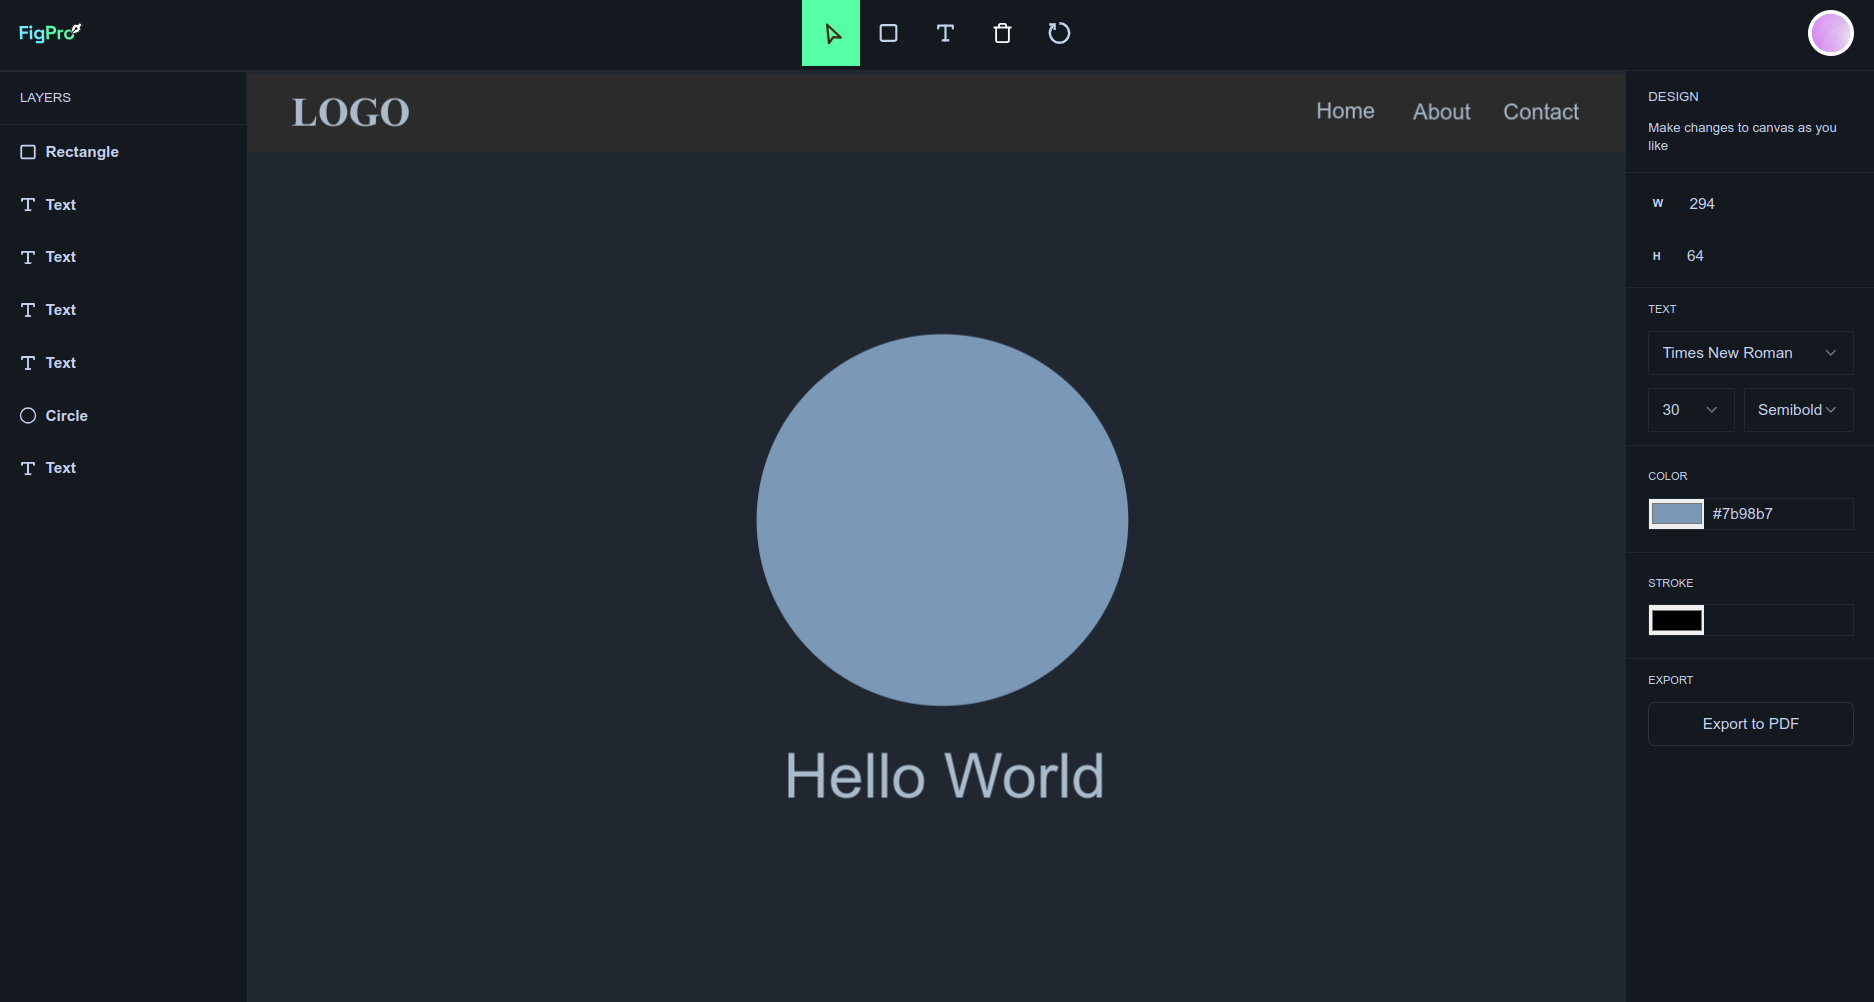 FigPro
LAYERS
Rectangle
Text
Text
Text
Text
Circle
Text
LOGO
Home About Contact
Hello World
DESIGN
Make changes to canvas as you
like
W 294
H 64
TEXT
Times New Roman
30 Semibold
COLOR
#7b98b7
STROKE
EXPORT
Export to PDF